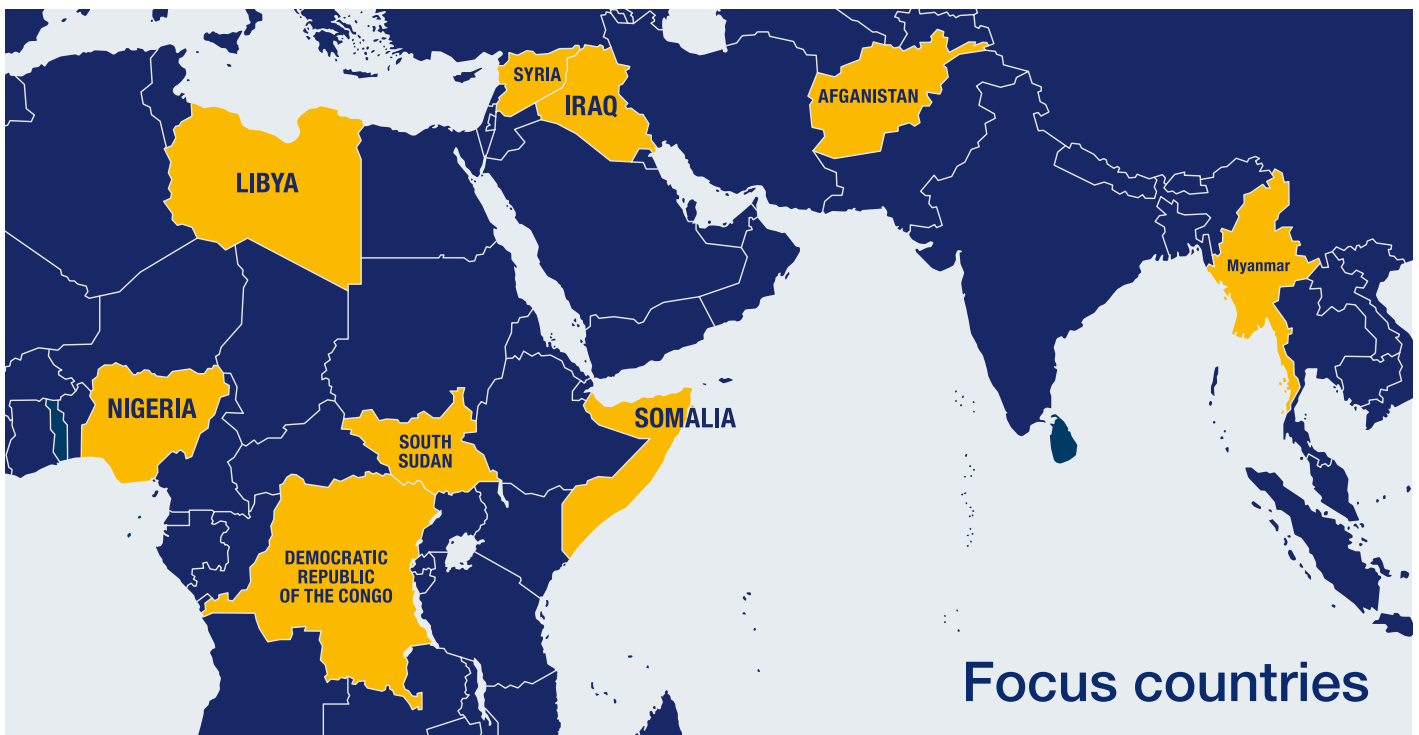 SYRIA
IRAQ
AFGANISTAN
LIBYA
Myanmar
NIGERIA
SOUTH
SUDAN
SOMALIA
DEMOCRATIC
REPUBLIC
OF THE CONGO
Focus countries